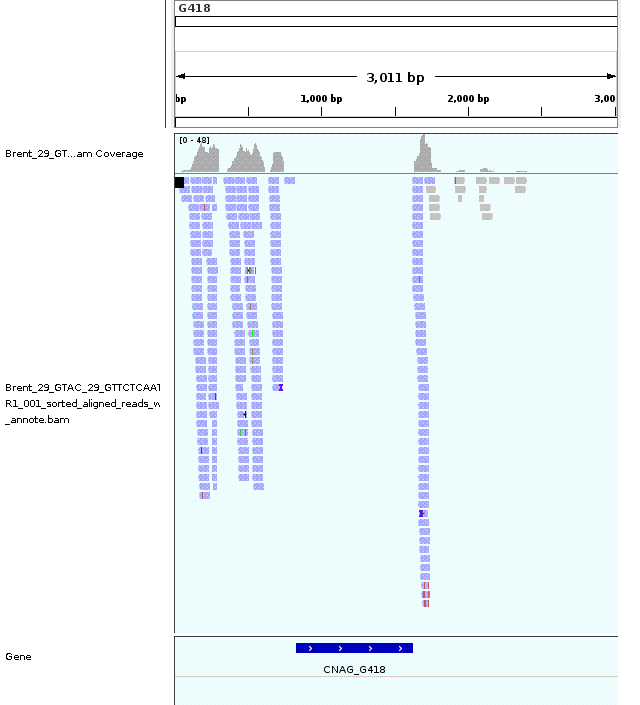 G418
3,011 bp
bp 1,000 bp 2,000 bp 3,00
[0 - 48]
Brent_29_GT...am Coverage
Brent_29_GTAC_29_GTTCTCAAT
R1_001_sorted_aligned_reads_w
_annote.bam
Gene
CNAG_G418